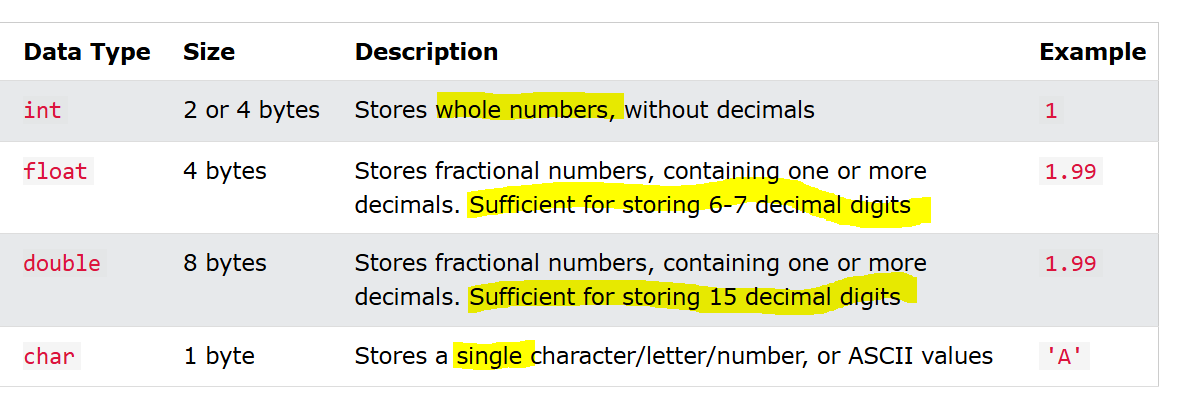 Data Type Size Description Example
int 2 or 4 bytes Stores whole numbers, without decimals 1
float 4 bytes Stores fractional numbers, containing one or more 1.99
decimals. Sufficient for storing 6-7 decimal digits
double 8 bytes Stores fractional numbers, containing one or more 1.99
decimals. Sufficient for storing 15 decimal digits
char 1 byte Stores a single character/letter/number, or ASCII values 'A'